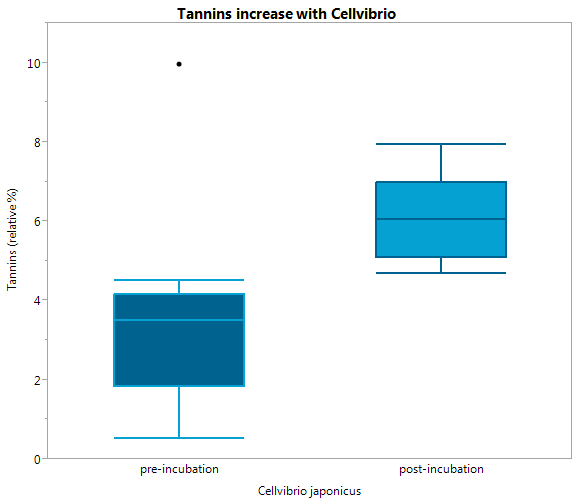 Tannins increase with Cellvibrio
10
8
6
4
2
0
Tannins (relative %)
pre-incubation
post-incubation
Cellvibrio japonicus